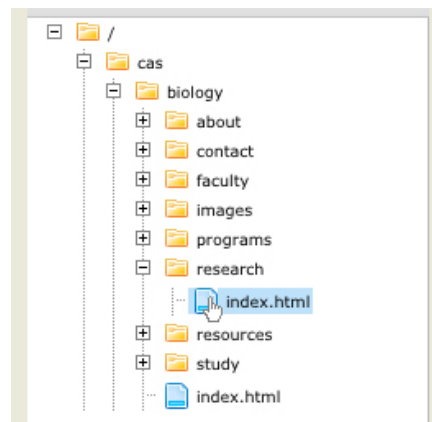 /
cas
biology
about
contact
faculty
images
programs
research
index.html
resources
study
index.html